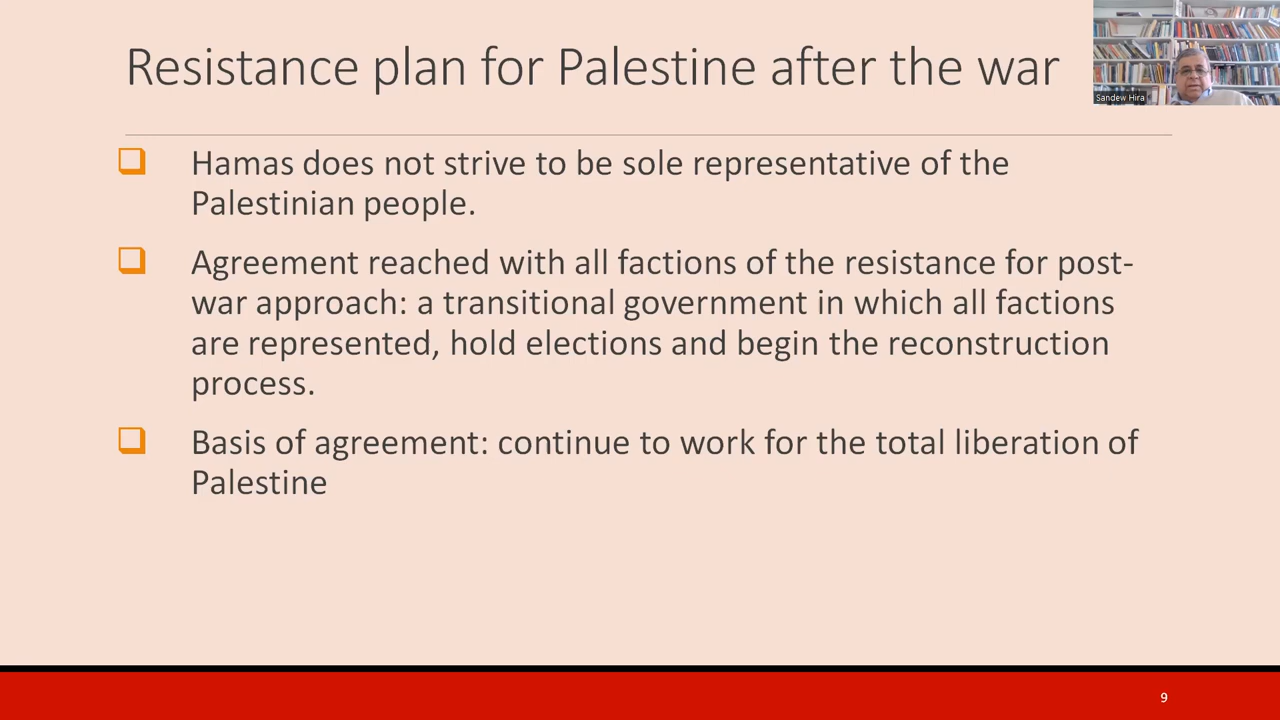 Resistance plan for Palestine after the war
Sandew Hira
Hamas does not strive to be sole representative of the
Palestinian people.
Agreement reached with all factions of the resistance for post-
war approach: a transitional government in which all factions
are represented, hold elections and begin the reconstruction
process.
Basis of agreement: continue to work for the total liberation of
Palestine
9